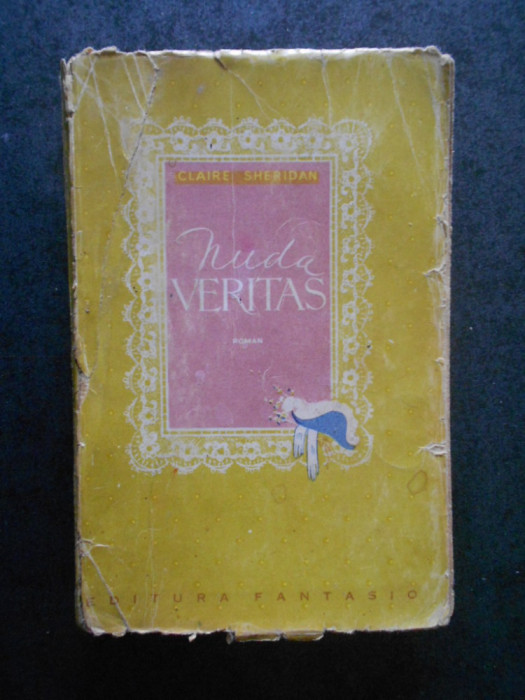 CLAIRE SHERIDAN
Nuda
VERITAS
ROMAN
EDITURA FANTASIO